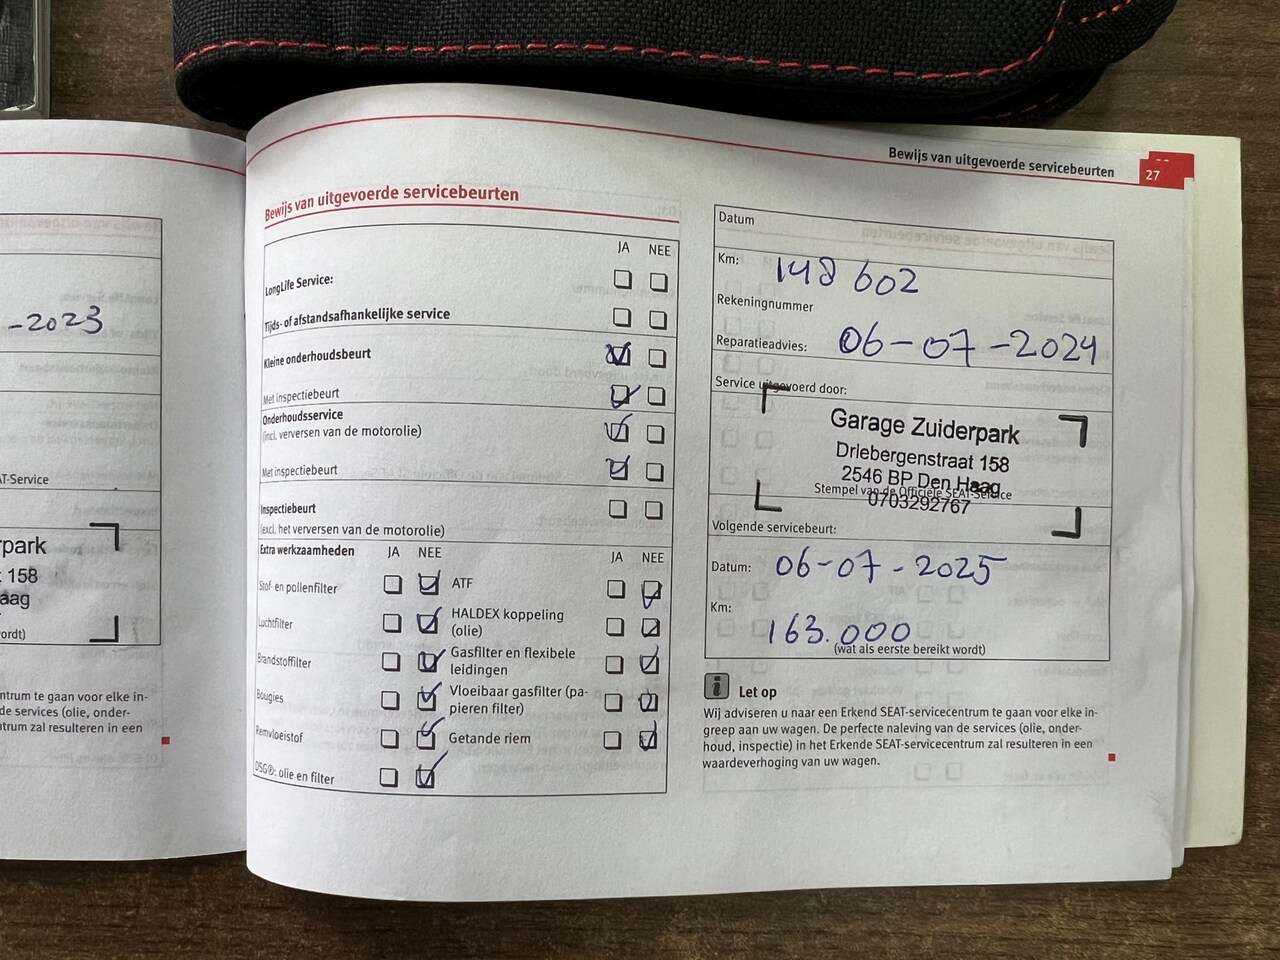 -2023
T-Service
rpark
: 158
aag
ordt)
ntrum te gaan voor elke in-
de services (olie, onder-
ntrum zal resulteren in een
Bewijs van uitgevoerde servicebeurten
27
Bewijs van uitgevoerde servicebeurten
JA NEE
LongLife Service:
Tijds- of afstandsafhankelijke service
Kleine onderhoudsbeurt
Met inspectiebeurt
Onderhoudsservice
(incl. verversen van de motorolie)
Met inspectiebeurt
Inspectiebeurt
(excl. het verversen van de motorolie)
Extra werkzaamheden JA NEE JA NEE
Stof- en pollenfilter ATF
Luchtfilter HALDEX koppeling
(olie)
Brandstoffilter Gasfilter en flexibele
leidingen
Bougies Vloeibaar gasfilter (pa-
pieren filter)
Remvloeistof Getande riem
DSG®: olie en filter
Datum
Km: 148 602
Rekeningnummer
Reparatieadvies: 06-07-2024
Service uitgevoerd door:
Garage Zuiderpark
Driebergenstraat 158
2546 BP Den Haag
Stempel van de Officiële SEAT-Service
0703292767
Volgende servicebeurt:
Datum: 06-07-2025
Km: 163.000
(wat als eerste bereikt wordt)
i Let op
Wij adviseren u naar een Erkend SEAT-servicecentrum te gaan voor elke in-
greep aan uw wagen. De perfecte naleving van de services (olie, onder-
houd, inspectie) in het Erkende SEAT-servicecentrum zal resulteren in een
waardeverhoging van uw wagen.